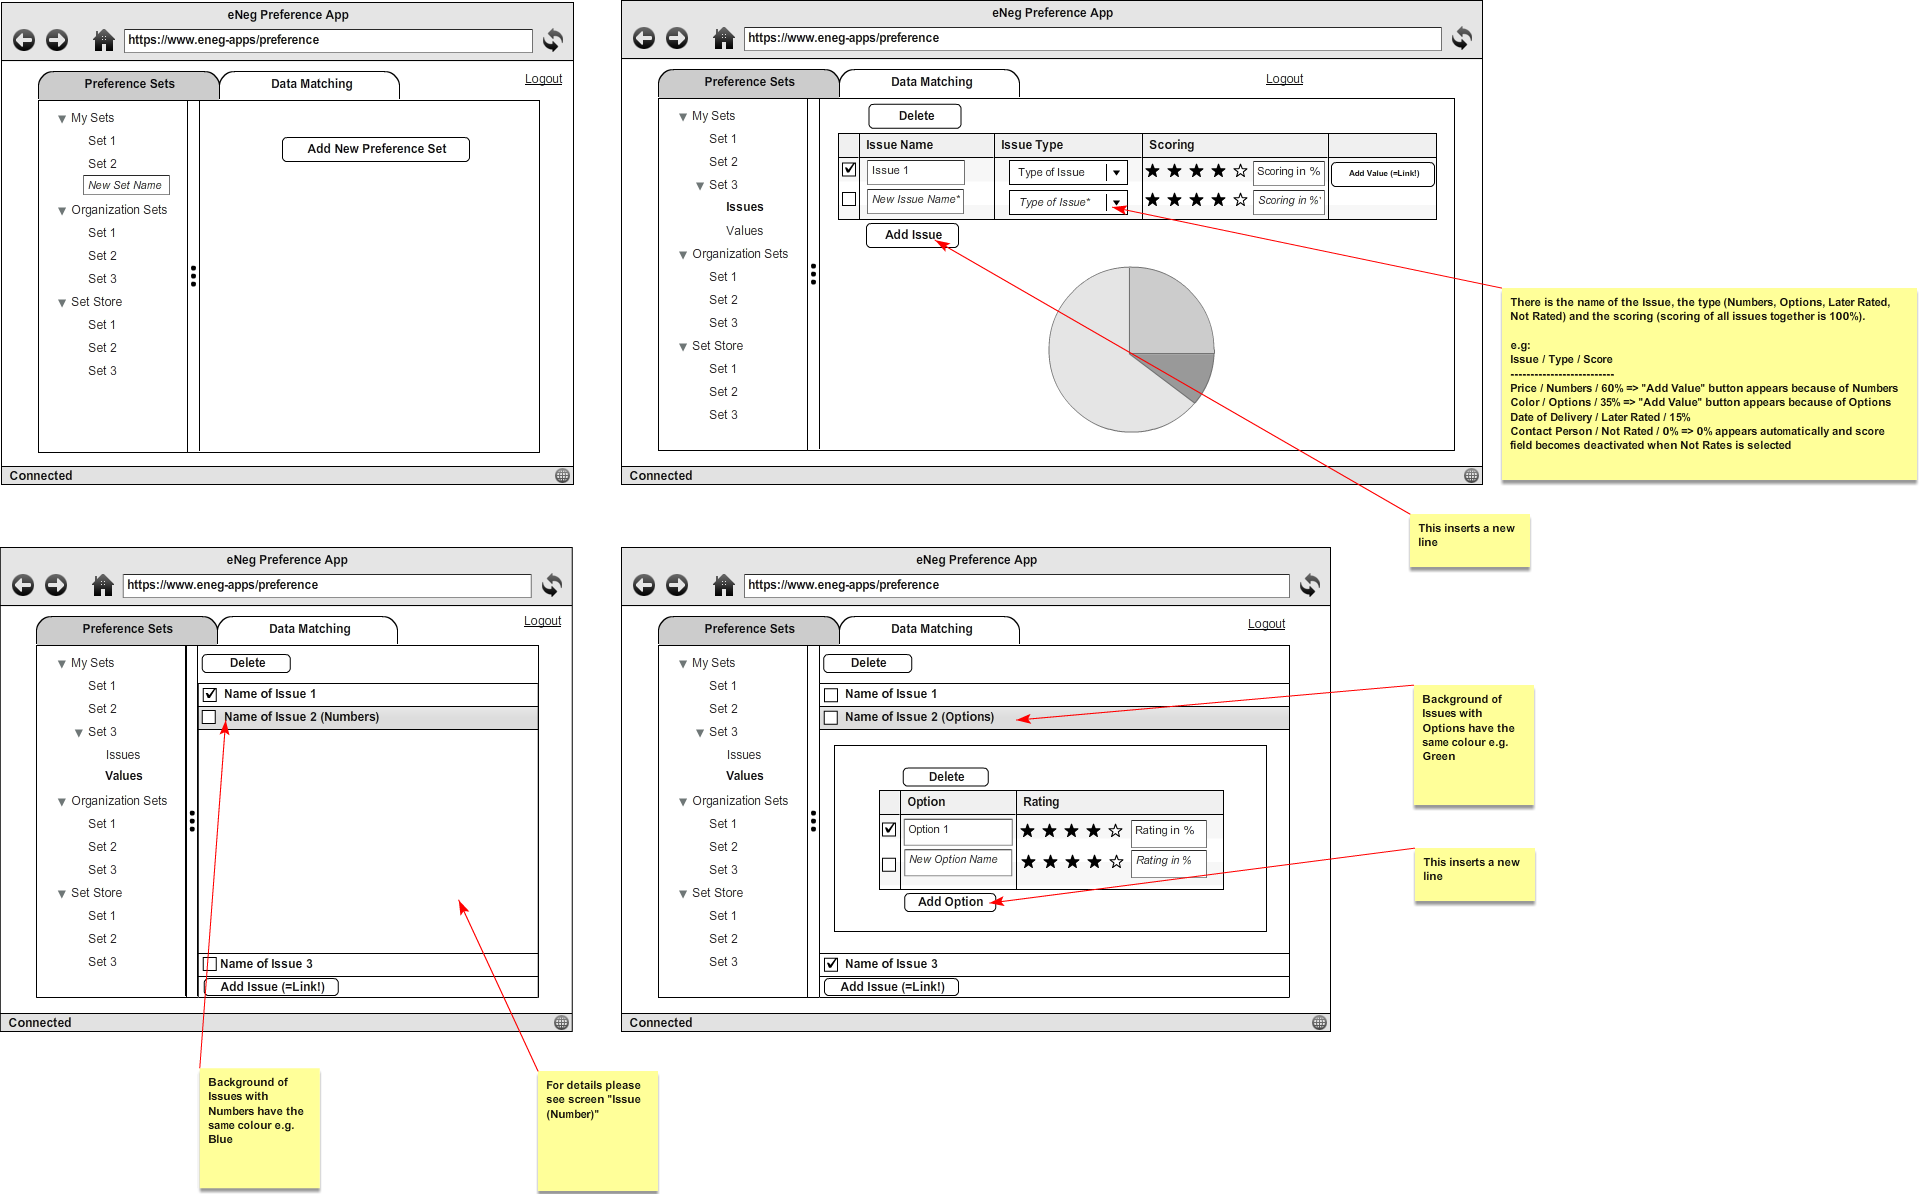 eNeg Preference App
https://www.eneg-apps/preference
Preference Sets
Data Matching
Logout
My Sets
Set 1
Set 2
New Set Name
Organization Sets
Set 1
Set 2
Set 3
Set Store
Set 1
Set 2
Set 3
Add New Preference Set
Connected
eNeg Preference App
https://www.eneg-apps/preference
Preference Sets
Data Matching
Logout
My Sets
Set 1
Set 2
Set 3
Issues
Values
Organization Sets
Set 1
Set 2
Set 3
Set Store
Set 1
Set 2
Set 3
Delete
Issue Name
Issue Type
Scoring
Issue 1
Type of Issue
Scoring in %
Add Value (=Link!)
New Issue Name*
Type of Issue*
Scoring in %*
Add Issue
Connected
There is the name of the Issue, the type (Numbers, Options, Later Rated,
Not Rated) and the scoring (scoring of all issues together is 100%).
e.g:
Issue / Type / Score
--------------------------
Price / Numbers / 60% => "Add Value" button appears because of Numbers
Color / Options / 35% => "Add Value" button appears because of Options
Date of Delivery / Later Rated / 15%
Contact Person / Not Rated / 0% => 0% appears automatically and score
field becomes deactivated when Not Rates is selected
This inserts a new
line
eNeg Preference App
https://www.eneg-apps/preference
Preference Sets
Data Matching
Logout
My Sets
Set 1
Set 2
Set 3
Issues
Values
Organization Sets
Set 1
Set 2
Set 3
Set Store
Set 1
Set 2
Set 3
Delete
Name of Issue 1
Name of Issue 2 (Numbers)
Name of Issue 3
Add Issue (=Link!)
Connected
Background of
Issues with
Numbers have the
same colour e.g.
Blue
For details please
see screen "Issue
(Number)"
eNeg Preference App
https://www.eneg-apps/preference
Preference Sets
Data Matching
Logout
My Sets
Set 1
Set 2
Set 3
Issues
Values
Organization Sets
Set 1
Set 2
Set 3
Set Store
Set 1
Set 2
Set 3
Delete
Name of Issue 1
Name of Issue 2 (Options)
Delete
Option
Rating
Option 1
Rating in %
New Option Name
Rating in %
Add Option
Name of Issue 3
Add Issue (=Link!)
Connected
Background of
Issues with
Options have the
same colour e.g.
Green
This inserts a new
line